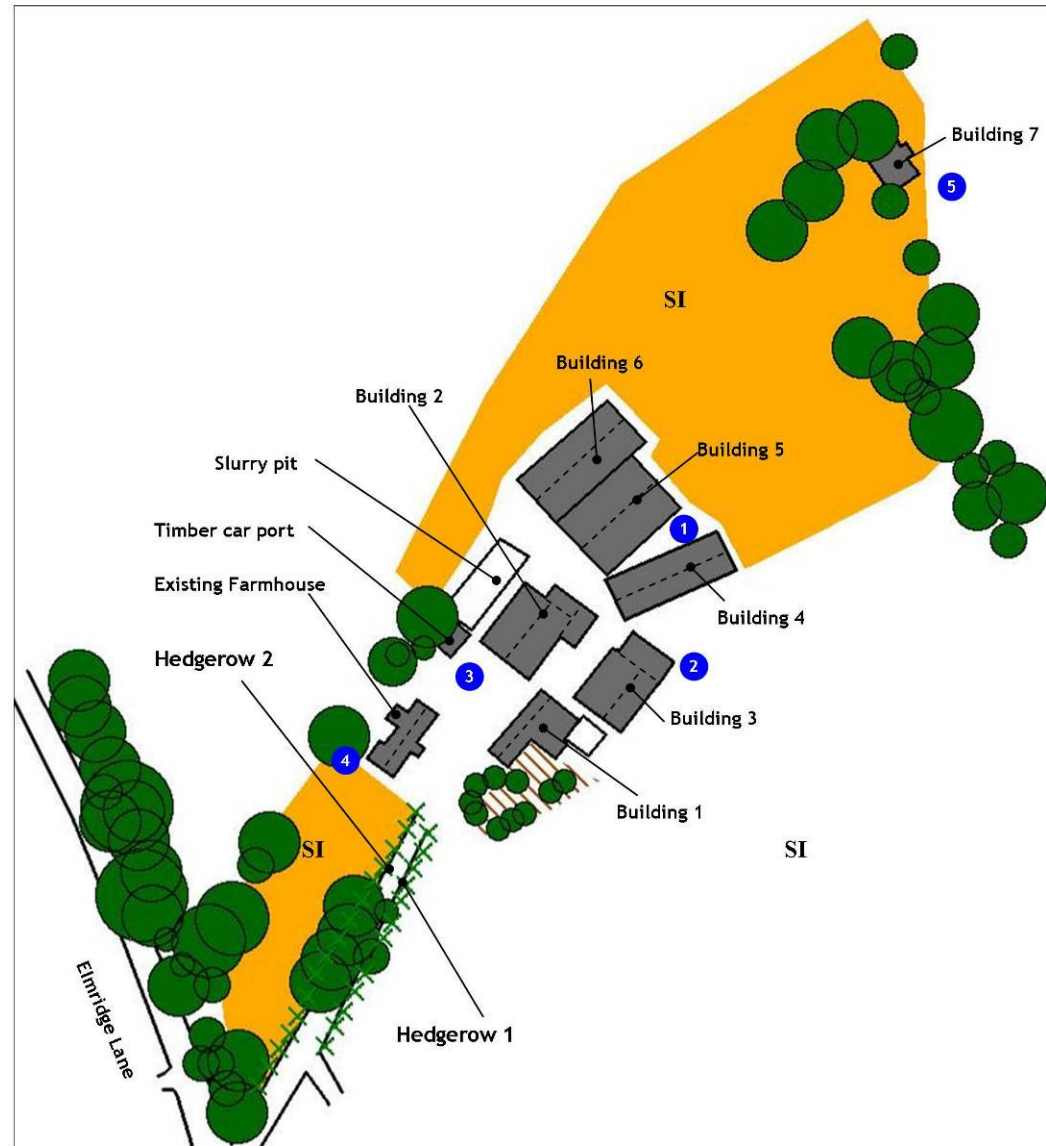 Building 7
5
SI
Building 6
Building 2
Building 5
Slurry pit
1
Timber car port
Existing Farmhouse
Building 4
Hedgerow 2
3
2
Building 3
4
Building 1
SI
SI
Elmridge Lane
Hedgerow 1